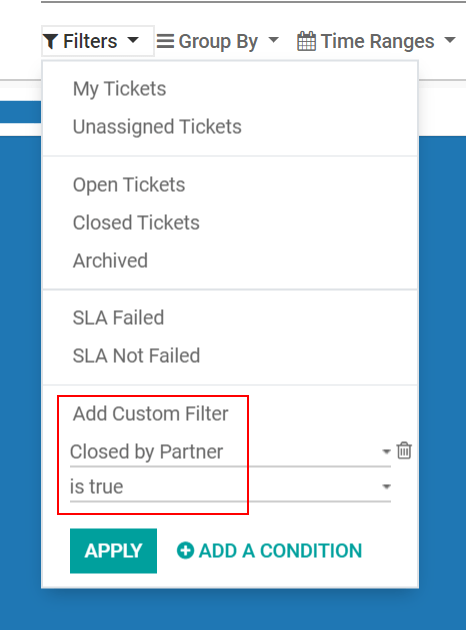 Filters Group By Time Ranges
My Tickets
Unassigned Tickets
Open Tickets
Closed Tickets
Archived
SLA Failed
SLA Not Failed
Add Custom Filter
Closed by Partner
is true
APPLY ADD A CONDITION